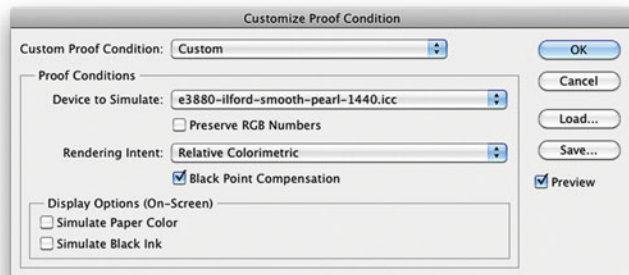 Customize Proof Condition
Custom Proof Condition: Custom
OK
Proof Conditions
Cancel
Device to Simulate: e3880-ilford-smooth-pearl-1440.icc
Preserve RGB Numbers
Load...
Rendering Intent: Relative Colorimetric
Save...
Black Point Compensation
Preview
Display Options (On-Screen)
Simulate Paper Color
Simulate Black Ink